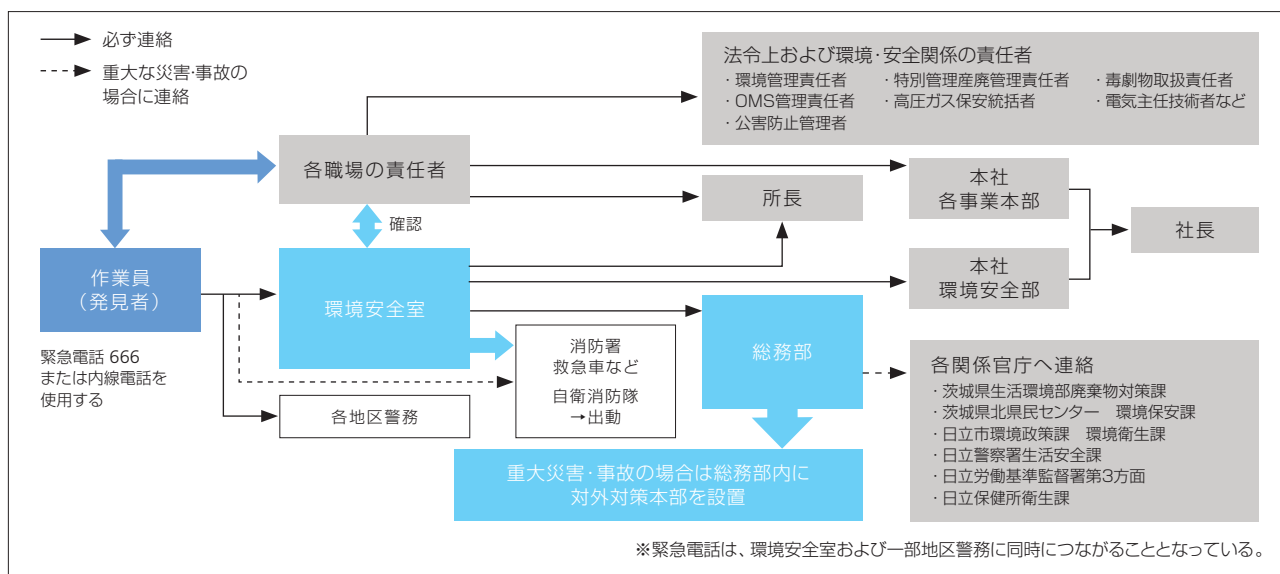 必ず連絡
重大な災害・事故の
場合に連絡
法令上および環境・安全関係の責任者
・環境管理責任者 ・特別管理産廃管理責任者 ・毒劇物取扱責任者
・OMS管理責任者 ・高圧ガス保安統括者 ・電気主任技術者など
・公害防止管理者
各職場の責任者
確認
所長
本社
各事業本部
社長
作業員
（発見者）
環境安全室
本社
環境安全部
緊急電話 666
または内線電話を
使用する
各地区警務
消防署
救急車など
自衛消防隊
→出動
総務部
各関係官庁へ連絡
・茨城県生活環境部廃棄物対策課
・茨城県北県民センター　環境保安課
・日立市環境政策課　環境衛生課
・日立警察署生活安全課
・日立労働基準監督署第3方面
・日立保健所衛生課
重大災害・事故の場合は総務部内に
対外対策本部を設置
※緊急電話は、環境安全室および一部地区警務に同時につながることとなっている。